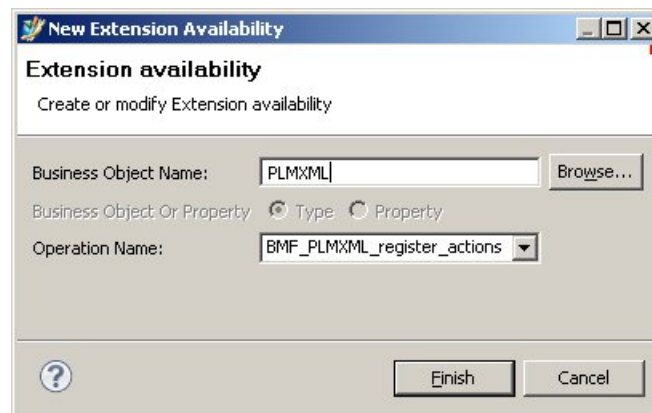 New Extension Availability
Extension availability
Create or modify Extension availability
Business Object Name: PLMXML Browse...
Business Object Or Property Type Property
Operation Name: BMF_PLMXML_register_actions
? Finish Cancel